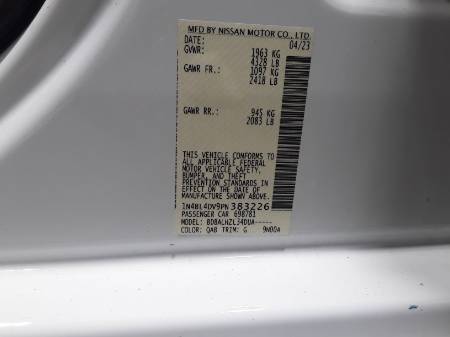 MFD BY NISSAN MOTOR CO., LTD.
DATE: 04/23
GVWR: 1963 KG
4328 LB
GAWR FR.: 1097 KG
2418 LB
GAWR RR.: 945 KG
2083 LB
THIS VEHICLE CONFORMS TO
ALL APPLICABLE FEDERAL
MOTOR VEHICLE SAFETY,
BUMPER, AND THEFT
PREVENTION STANDARDS IN
EFFECT ON THE DATE OF
MANUFACTURE SHOWN ABOVE.
1N4BL4DV9PN383226
PASSENGER CAR 698781
MODEL: BDBALHZL34DUA-----
COLOR: QAB TRIM: G 9N00A